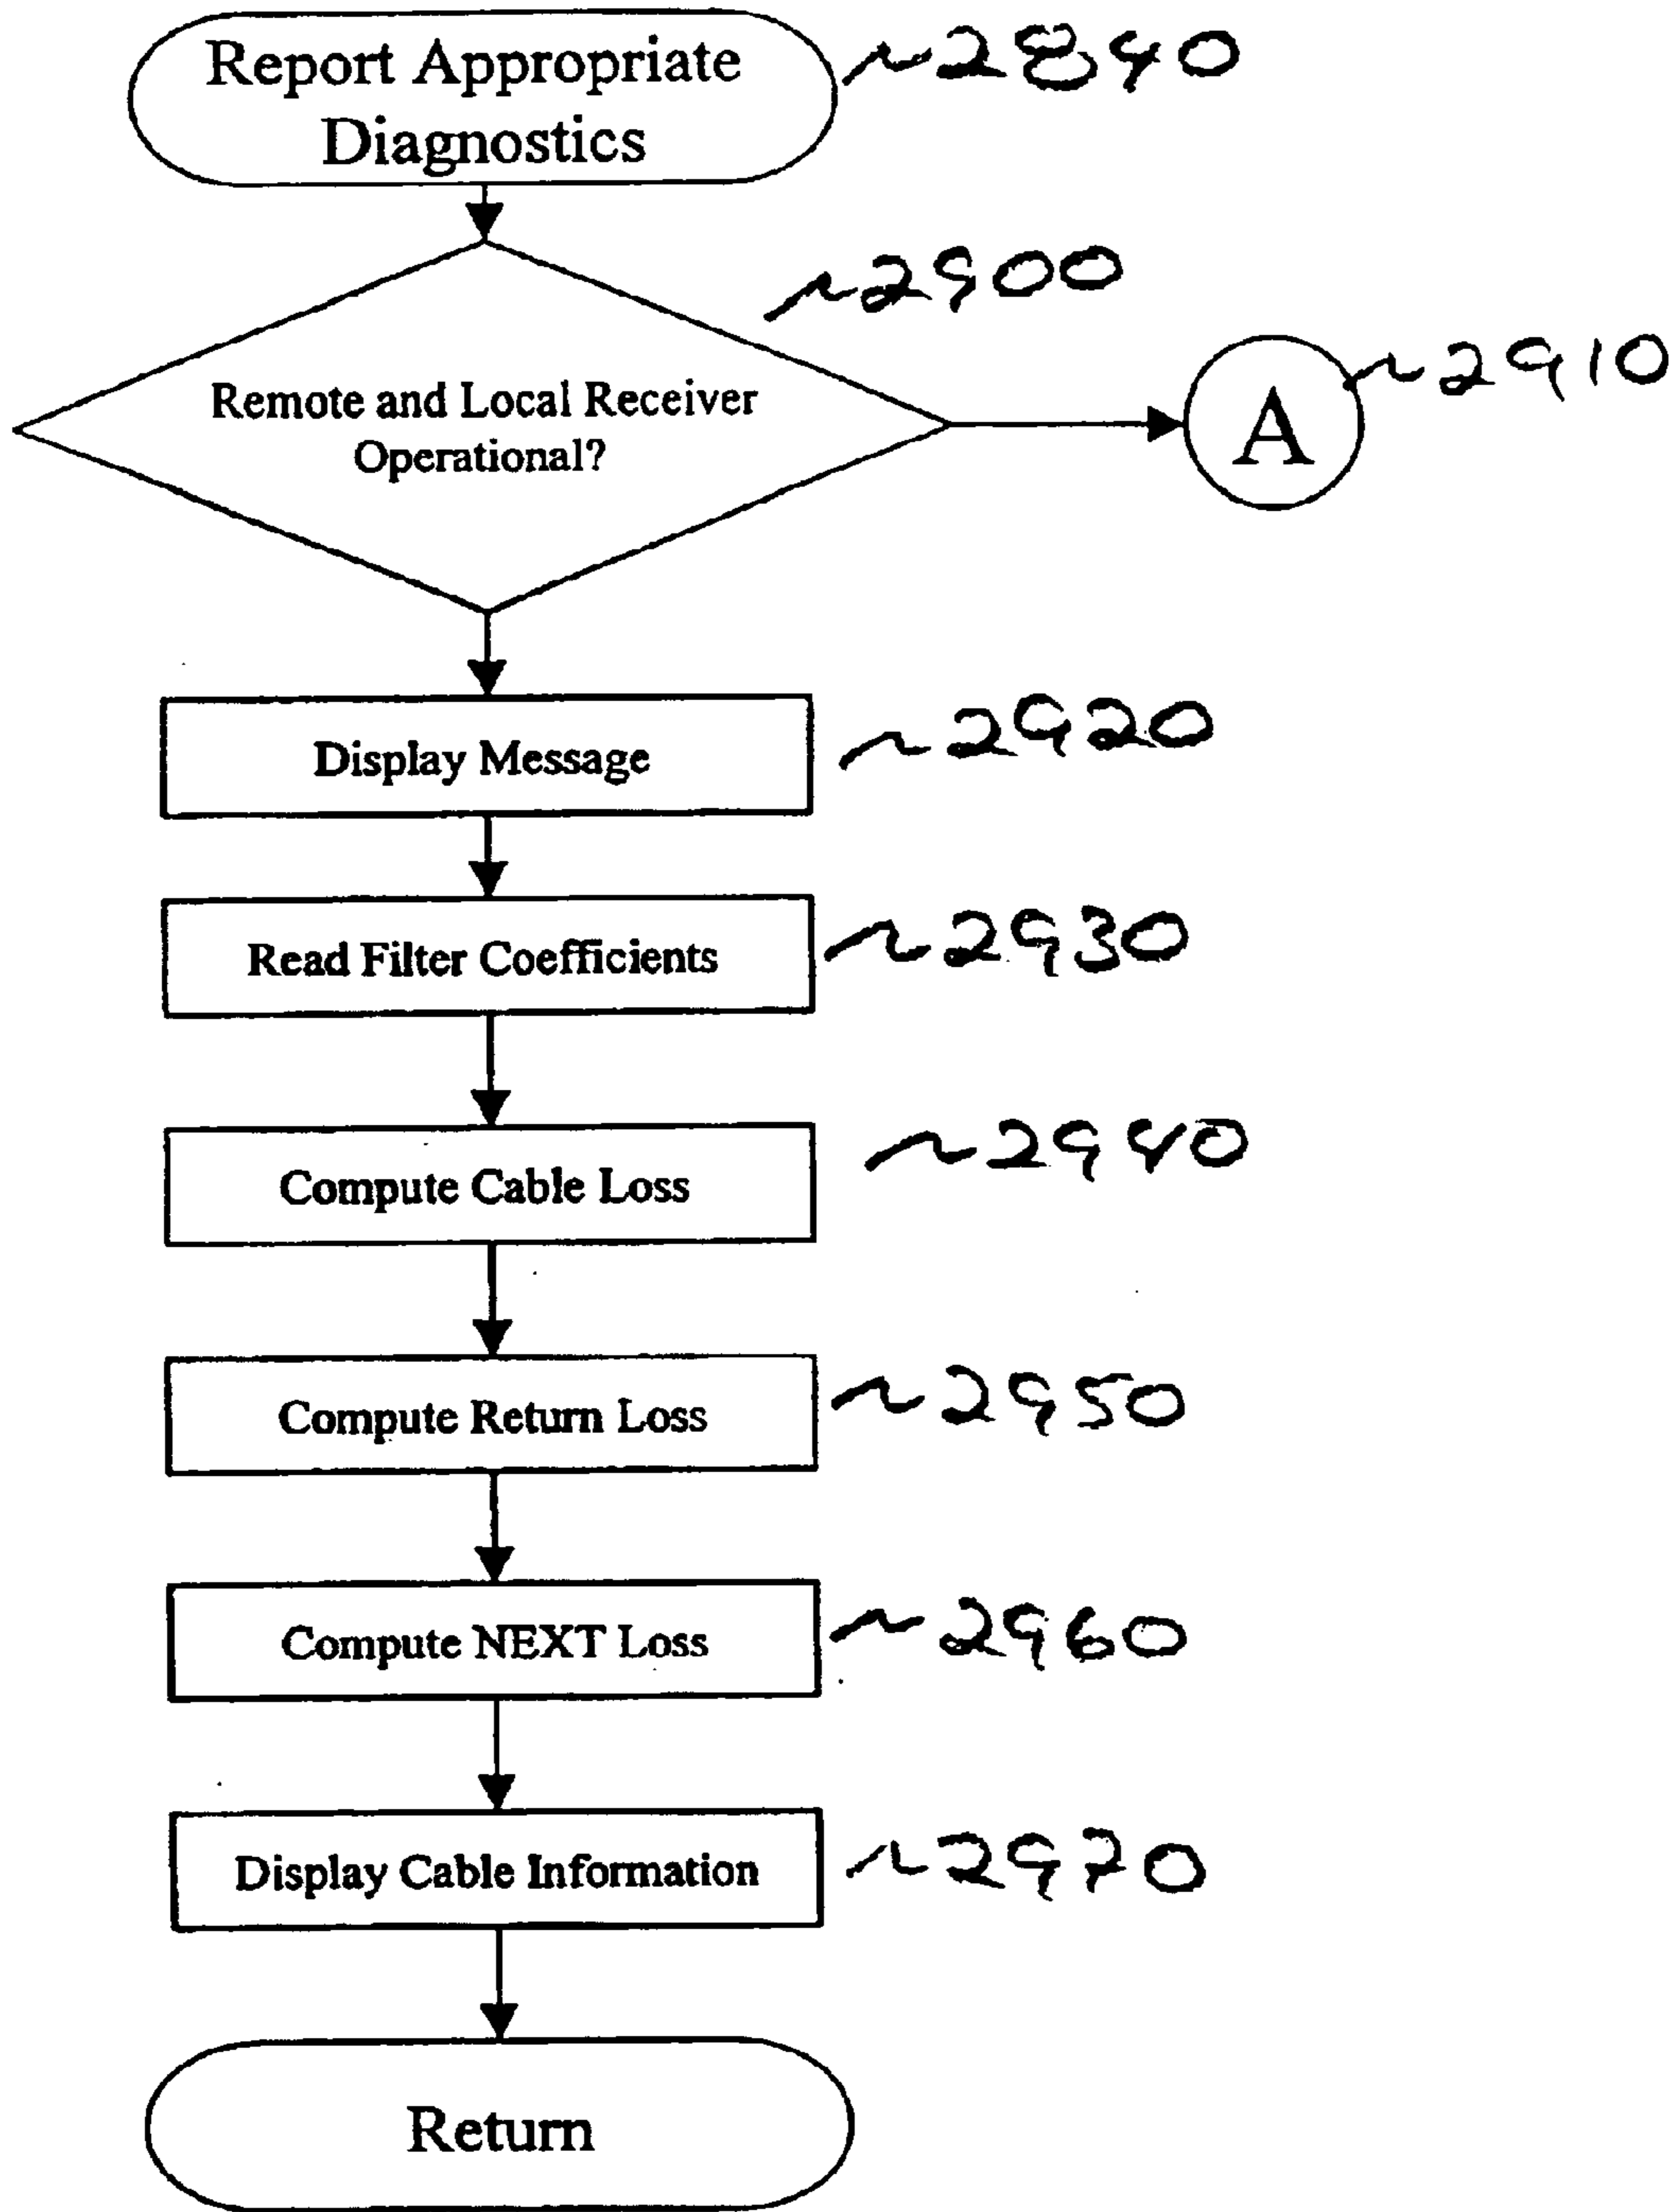 Report Appropriate
Diagnostics
~2840
~2900
Remote and Local Receiver
Operational?
A
~2910
Display Message
~2920
Read Filter Coefficients
~2930
Compute Cable Loss
~2940
Compute Return Loss
~2950
Compute NEXT Loss
~2960
Display Cable Information
~2970
Return